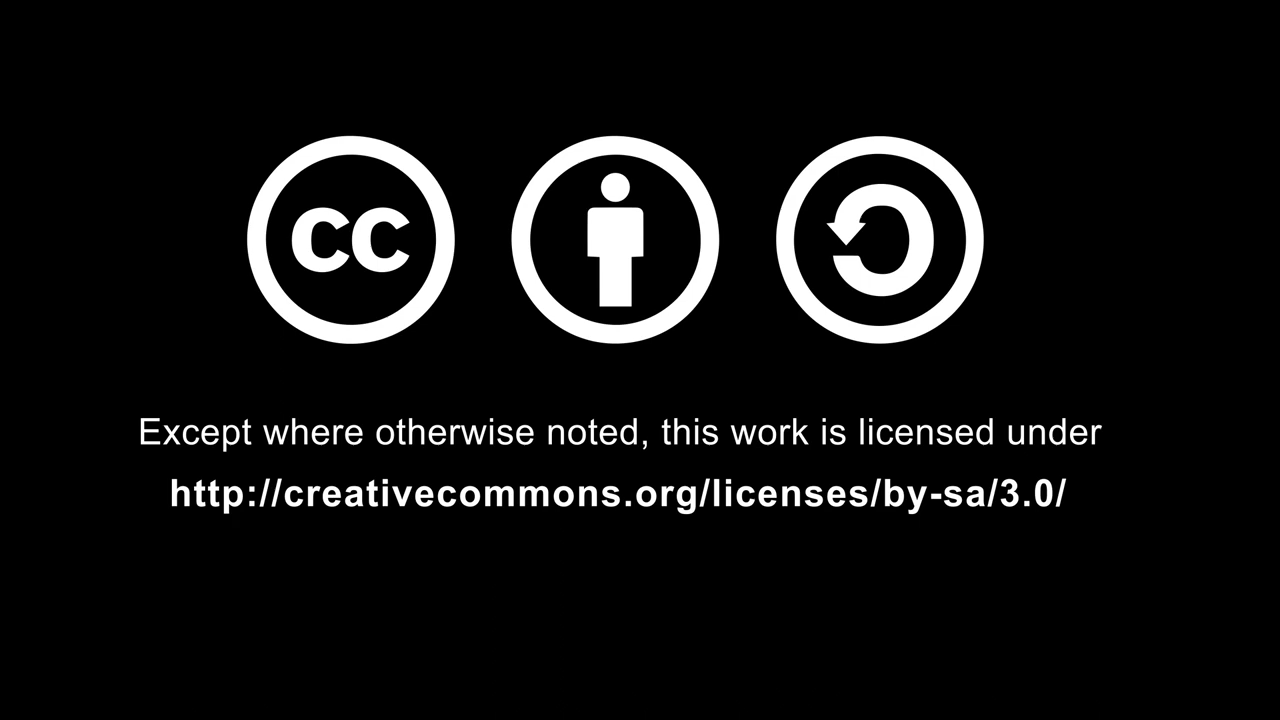 cc
Except where otherwise noted, this work is licensed under
http://creativecommons.org/licenses/by-sa/3.0/